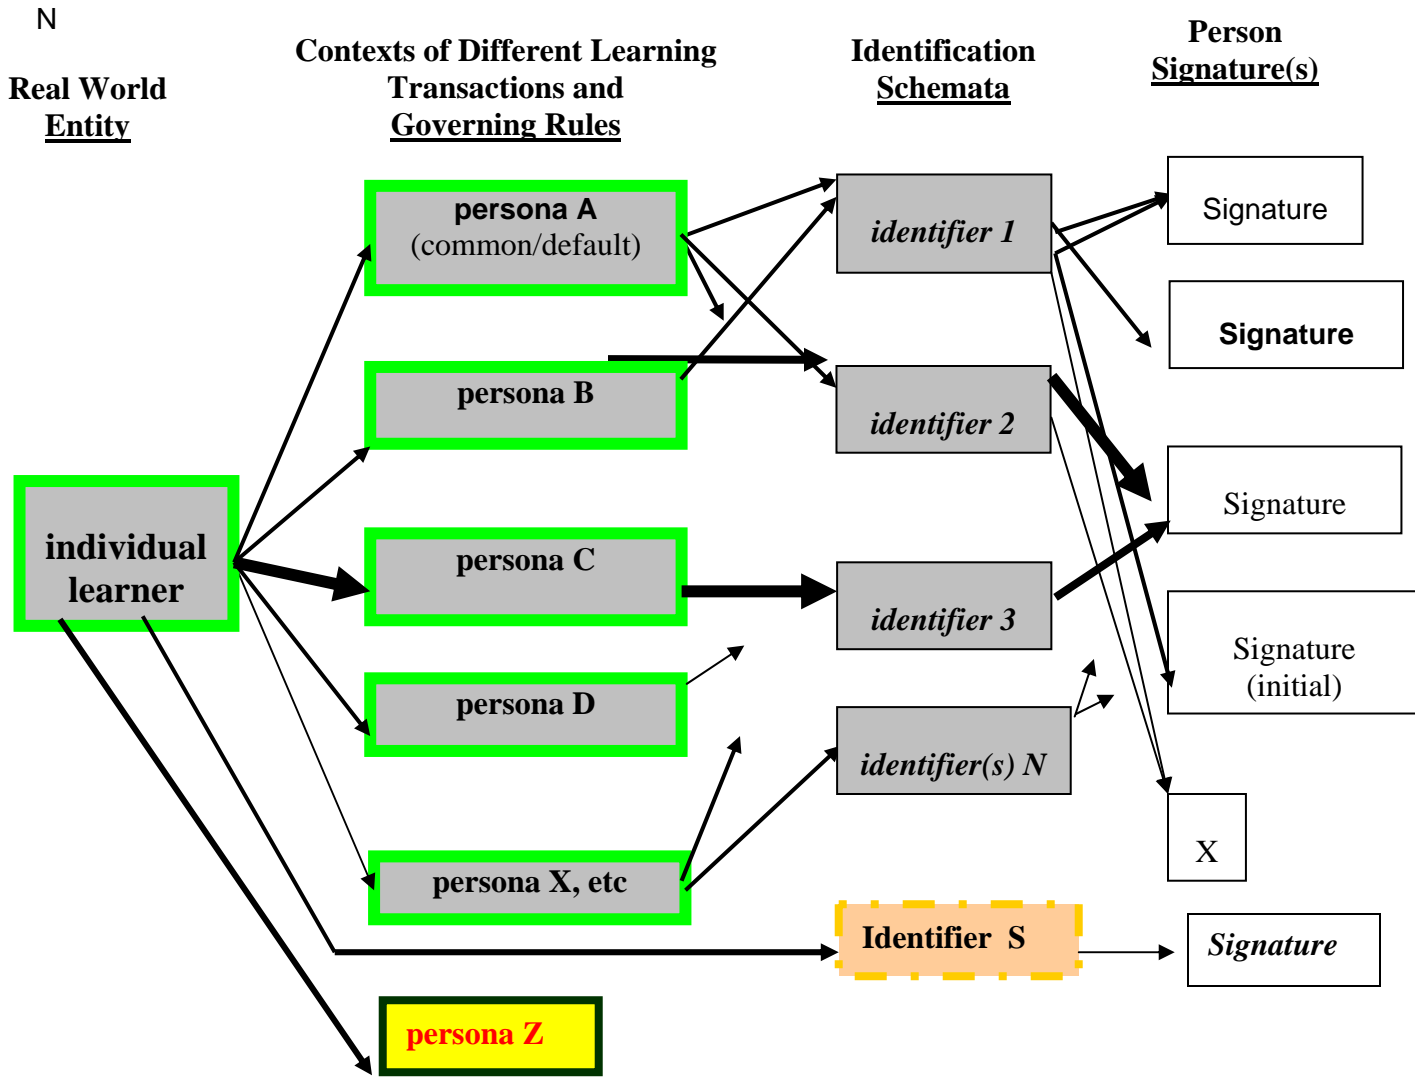 N
Real World
Entity
Contexts of Different Learning
Transactions and
Governing Rules
Identification
Schemata
Person
Signature(s)
individual
learner
persona A
(common/default)
persona B
persona C
persona D
persona X, etc
persona Z
identifier 1
identifier 2
identifier 3
identifier(s) N
Identifier S
Signature
Signature
Signature
Signature
(initial)
X
Signature